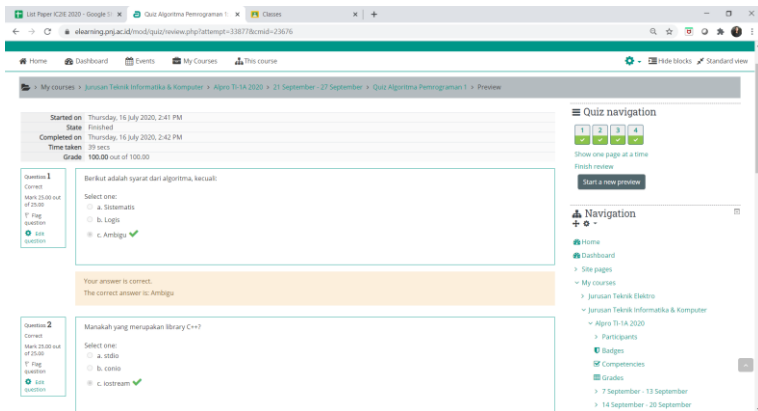 List Paper IC2IE 2020 - Google S
Quiz Algoritma Pemrograman 1
Classes
elearning.pnj.ac.id/mod/quiz/review.php?attempt=33877&cmid=23676
Home
Dashboard
Events
My Courses
This course
Hide blocks
Standard view
> My courses > Jurusan Teknik Informatika & Komputer > Alpro TI-1A 2020 > 21 September - 27 September > Quiz Algoritma Pemrograman 1 > Preview
Started on Thursday, 16 July 2020, 2:41 PM
State Finished
Completed on Thursday, 16 July 2020, 2:42 PM
Time taken 39 secs
Grade 100.00 out of 100.00
Question 1
Correct
Mark 25.00 out
of 25.00
Flag
question
Edit
question
Berikut adalah syarat dari algoritma, kecuali:
Select one:
a. Sistematis
b. Logis
c. Ambigu
Your answer is correct.
The correct answer is: Ambigu
Question 2
Correct
Mark 25.00 out
of 25.00
Flag
question
Edit
question
Manakah yang merupakan library C++?
Select one:
a. stdio
b. conio
c. iostream
Quiz navigation
1 2 3 4
Show one page at a time
Finish review
Start a new preview
Navigation
Home
Dashboard
> Site pages
My courses
> Jurusan Teknik Elektro
Jurusan Teknik Informatika & Komputer
Alpro TI-1A 2020
> Participants
Badges
Competencies
Grades
> 7 September - 13 September
> 14 September - 20 September